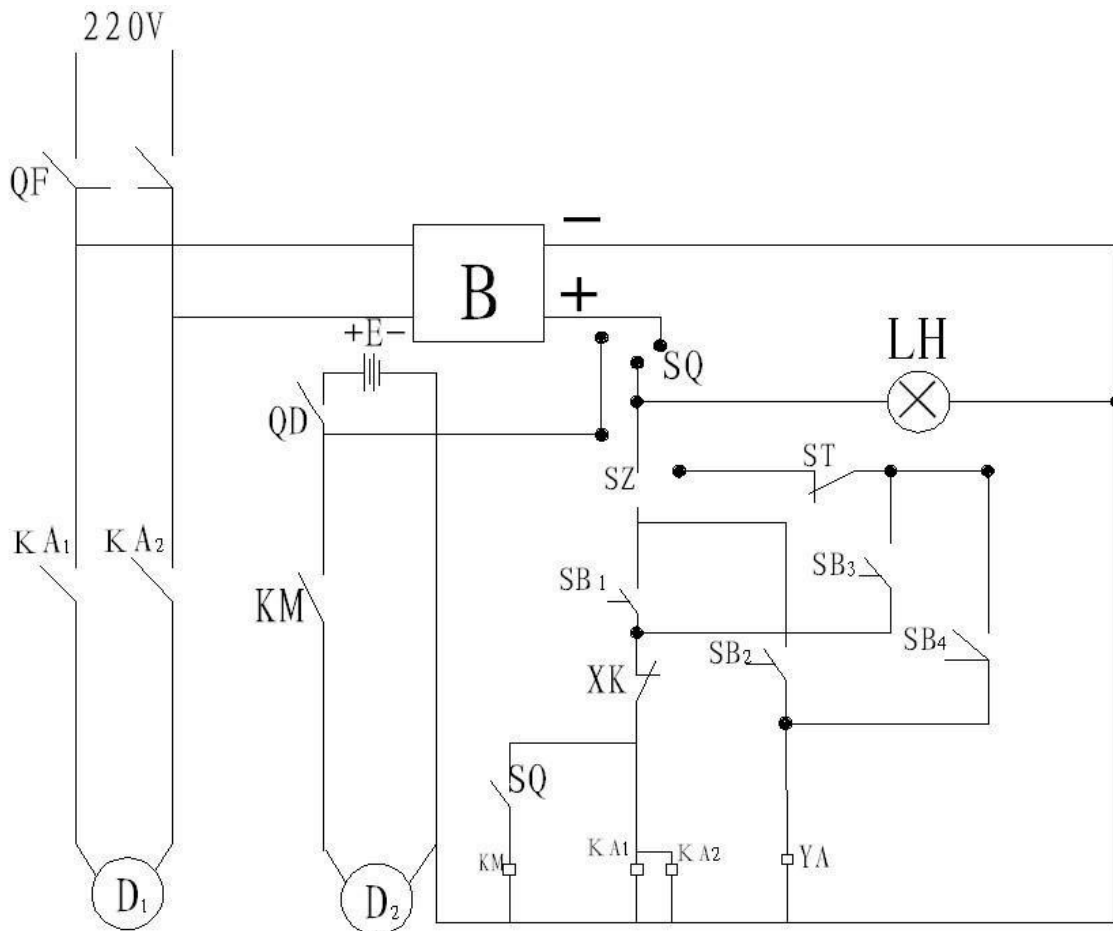 220V
QF
−
B
+
+E−
SQ
LH
QD
ST
SZ
KA₁
KA₂
SB₁
SB₃
KM
SB₂
SB₄
XK
SQ
KM
KA1
KA2
YA
D₁
D₂